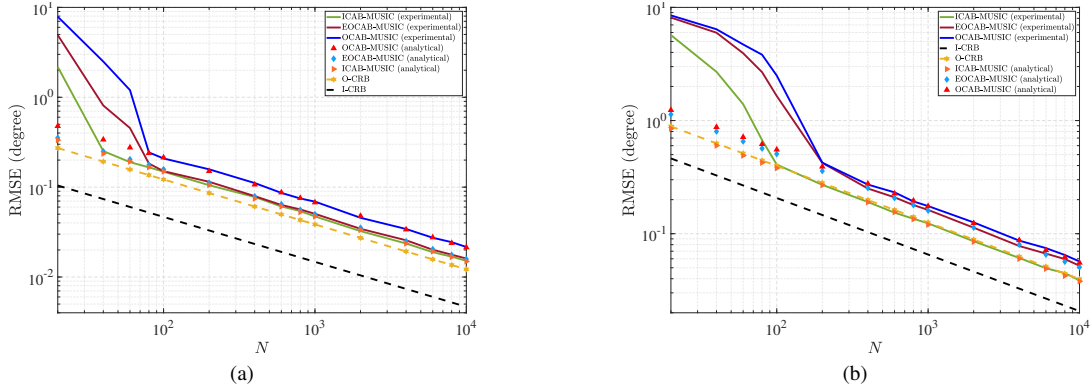 ICAB-MUSIC (experimental)
EOCAB-MUSIC (experimental)
OCAB-MUSIC (experimental)
OCAB-MUSIC (analytical)
EOCAB-MUSIC (analytical)
ICAB-MUSIC (analytical)
O-CRB
I-CRB
10^1
10^0
10^-1
10^-2
RMSE (degree)
10^2
10^3
10^4
N
(a)
ICAB-MUSIC (experimental)
EOCAB-MUSIC (experimental)
OCAB-MUSIC (experimental)
I-CRB
O-CRB
ICAB-MUSIC (analytical)
EOCAB-MUSIC (analytical)
OCAB-MUSIC (analytical)
10^1
10^0
10^-1
RMSE (degree)
10^2
10^3
10^4
N
(b)